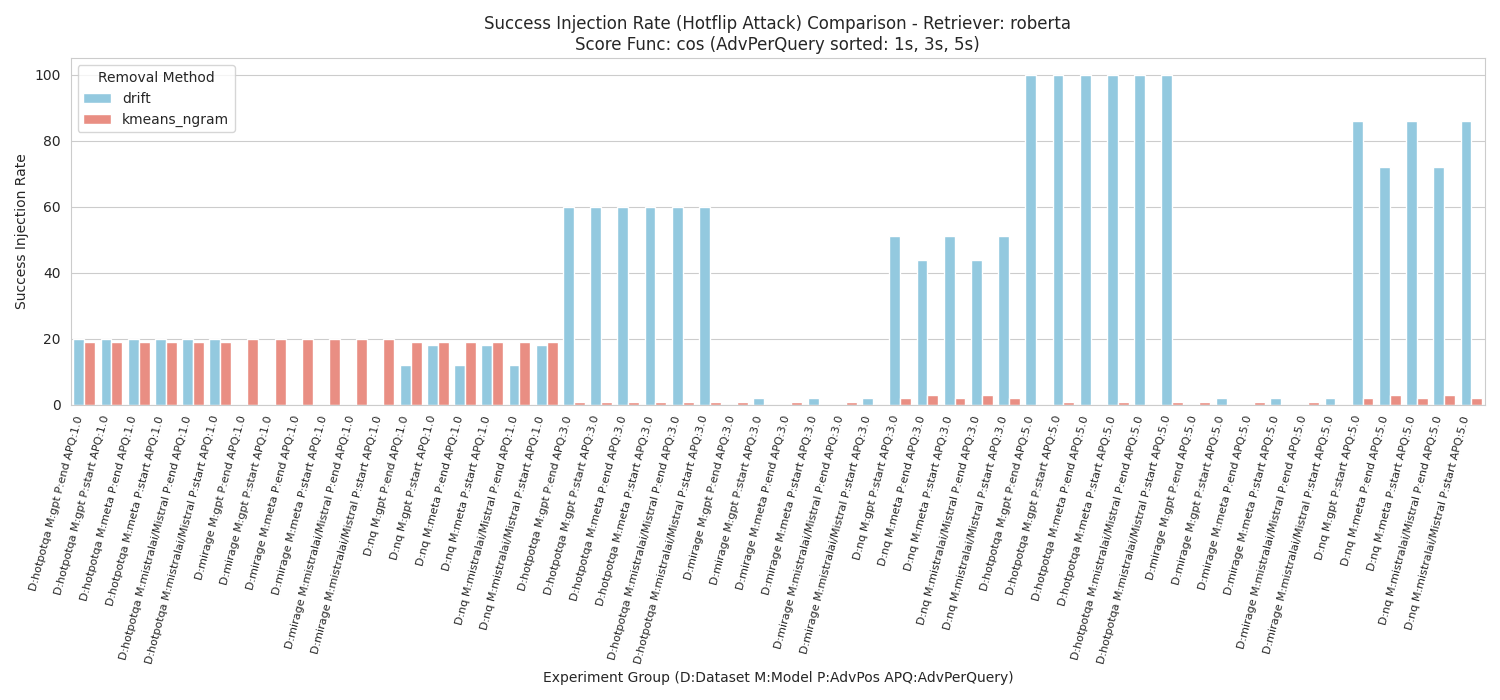 Success Injection Rate (Hotflip Attack) Comparison - Retriever: roberta
Score Func: cos (AdvPerQuery sorted: 1s, 3s, 5s)
Removal Method
drift
kmeans_ngram
Success Injection Rate
100
80
60
40
20
0
D:hotpotqa M:gpt P:end APQ:1.0
D:hotpotqa M:gpt P:start APQ:1.0
D:hotpotqa M:meta P:end APQ:1.0
D:hotpotqa M:meta P:start APQ:1.0
D:hotpotqa M:mistralai/Mistral P:end APQ:1.0
D:hotpotqa M:mistralai/Mistral P:start APQ:1.0
D:mirage M:gpt P:end APQ:1.0
D:mirage M:gpt P:start APQ:1.0
D:mirage M:meta P:end APQ:1.0
D:mirage M:meta P:start APQ:1.0
D:mirage M:mistralai/Mistral P:end APQ:1.0
D:mirage M:mistralai/Mistral P:start APQ:1.0
D:nq M:gpt P:end APQ:1.0
D:nq M:gpt P:start APQ:1.0
D:nq M:meta P:end APQ:1.0
D:nq M:meta P:start APQ:1.0
D:nq M:mistralai/Mistral P:end APQ:1.0
D:nq M:mistralai/Mistral P:start APQ:1.0
D:hotpotqa M:gpt P:end APQ:3.0
D:hotpotqa M:gpt P:start APQ:3.0
D:hotpotqa M:meta P:end APQ:3.0
D:hotpotqa M:meta P:start APQ:3.0
D:hotpotqa M:mistralai/Mistral P:end APQ:3.0
D:hotpotqa M:mistralai/Mistral P:start APQ:3.0
D:mirage M:gpt P:end APQ:3.0
D:mirage M:gpt P:start APQ:3.0
D:mirage M:meta P:end APQ:3.0
D:mirage M:meta P:start APQ:3.0
D:mirage M:mistralai/Mistral P:end APQ:3.0
D:mirage M:mistralai/Mistral P:start APQ:3.0
D:nq M:gpt P:start APQ:3.0
D:nq M:meta P:end APQ:3.0
D:nq M:meta P:start APQ:3.0
D:nq M:mistralai/Mistral P:end APQ:3.0
D:nq M:mistralai/Mistral P:start APQ:3.0
D:hotpotqa M:gpt P:end APQ:5.0
D:hotpotqa M:gpt P:start APQ:5.0
D:hotpotqa M:meta P:end APQ:5.0
D:hotpotqa M:meta P:start APQ:5.0
D:hotpotqa M:mistralai/Mistral P:end APQ:5.0
D:hotpotqa M:mistralai/Mistral P:start APQ:5.0
D:mirage M:gpt P:end APQ:5.0
D:mirage M:gpt P:start APQ:5.0
D:mirage M:meta P:end APQ:5.0
D:mirage M:meta P:start APQ:5.0
D:mirage M:mistralai/Mistral P:end APQ:5.0
D:mirage M:mistralai/Mistral P:start APQ:5.0
D:nq M:gpt P:start APQ:5.0
D:nq M:meta P:end APQ:5.0
D:nq M:meta P:start APQ:5.0
D:nq M:mistralai/Mistral P:end APQ:5.0
D:nq M:mistralai/Mistral P:start APQ:5.0
Experiment Group (D:Dataset M:Model P:AdvPos APQ:AdvPerQuery)